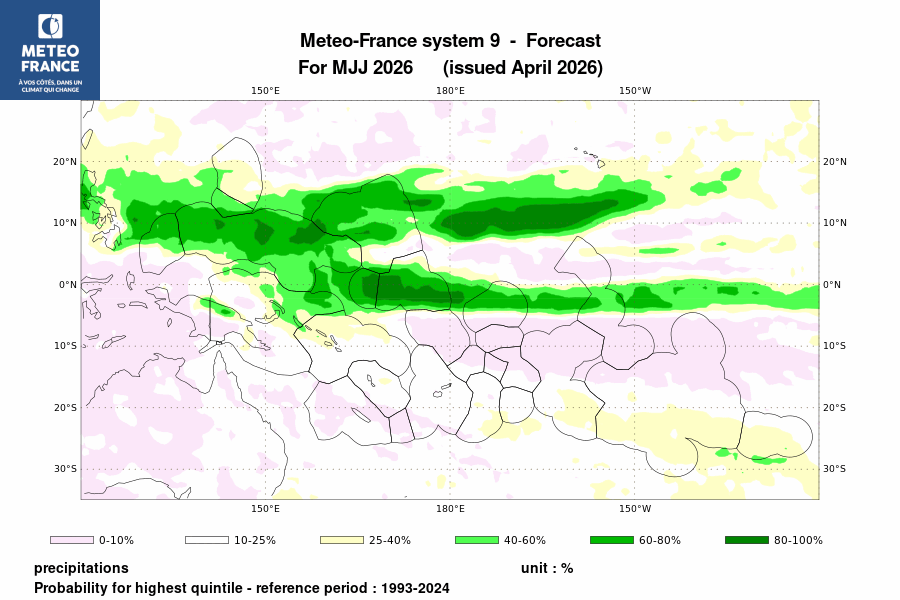 METEO
FRANCE
À VOS CÔTÉS, DANS UN
CLIMAT QUI CHANGE
Meteo-France system 9 - Forecast
For MJJ 2026 (issued April 2026)
150°E 180°E 150°W
20°N 20°N
10°N 10°N
0°N 0°N
10°S 10°S
20°S 20°S
30°S 30°S
150°E 180°E 150°W
0-10% 10-25% 25-40% 40-60% 60-80% 80-100%
precipitations unit : %
Probability for highest quintile - reference period : 1993-2024